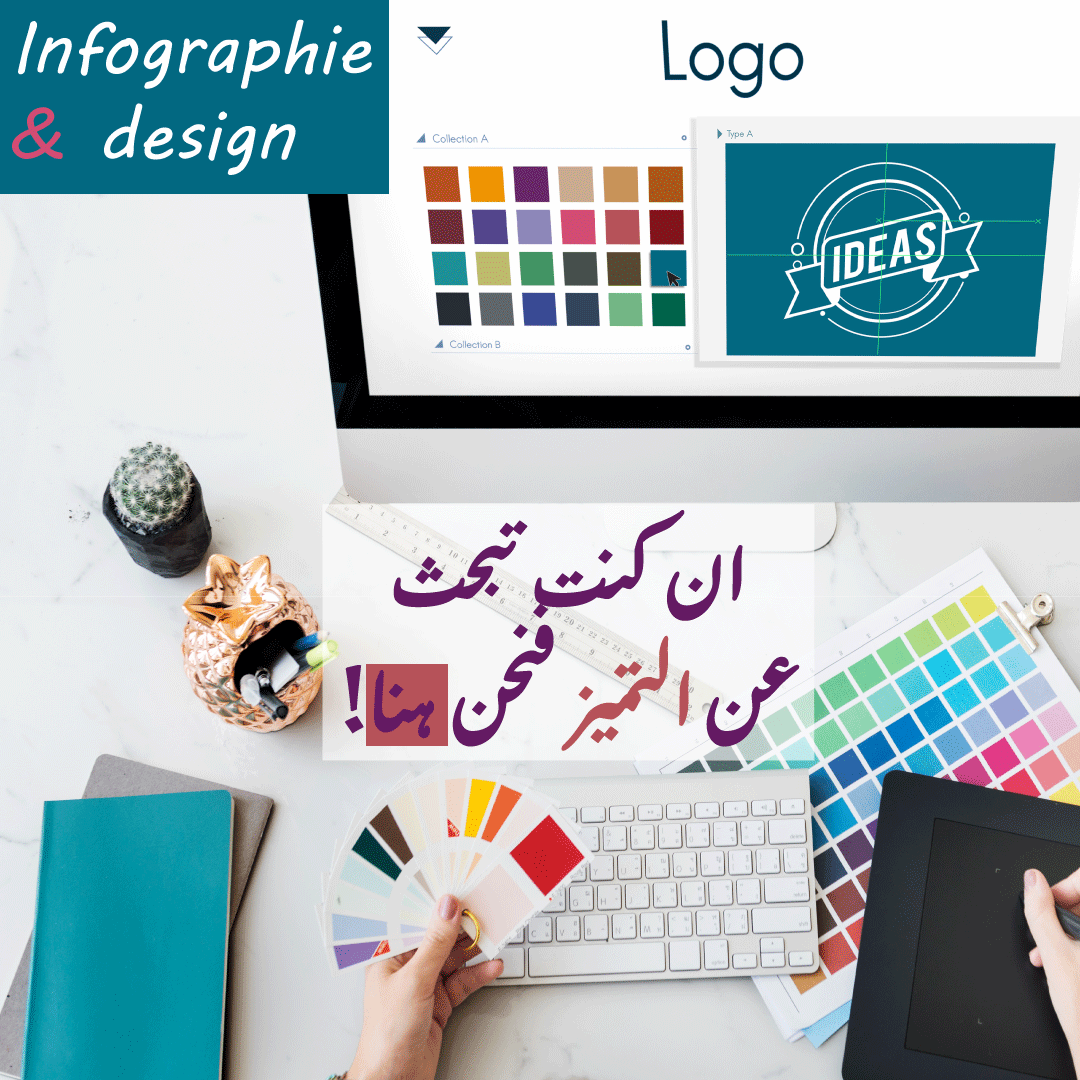 Infographie
& design
Logo
Collection A
Type A
IDEAS
Collection B
ان كنت تبحث
عن التميز فنحن هنا!